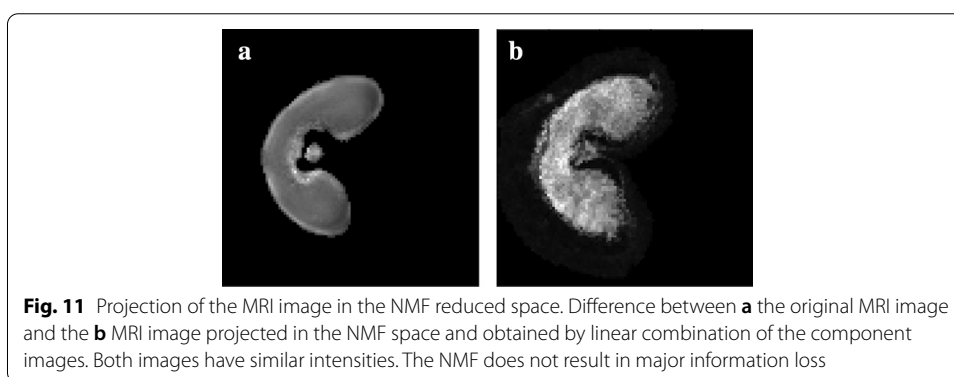 a
b
Fig. 11 Projection of the MRI image in the NMF reduced space. Difference between a the original MRI image
and the b MRI image projected in the NMF space and obtained by linear combination of the component
images. Both images have similar intensities. The NMF does not result in major information loss